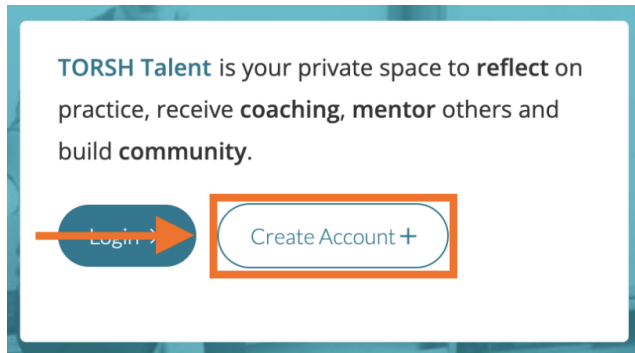 TORSH Talent is your private space to reflect on
practice, receive coaching, mentor others and
build community.
Login
Create Account +